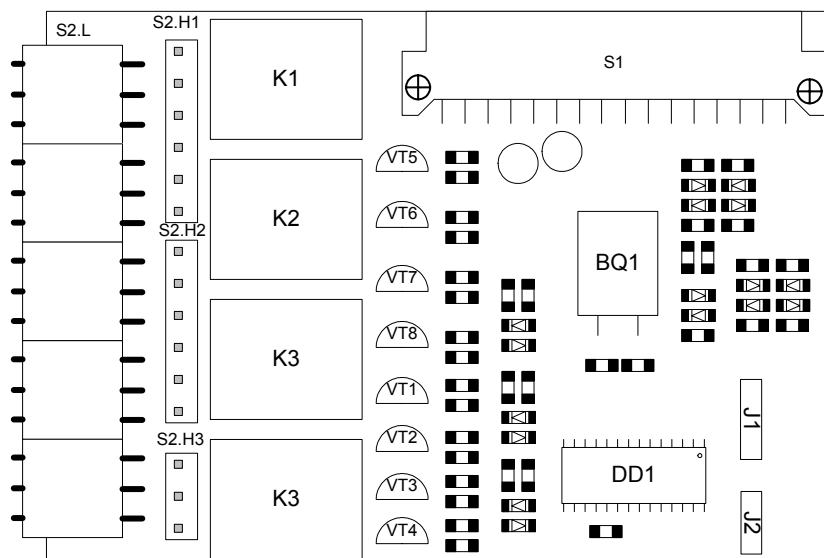 S2.H1
S2.L
K1
S1
VT5
K2
VT6
S2.H2
BQ1
VT7
K3
VT8
VT1
J1
VT2
S2.H3
K3
DD1
VT3
J2
VT4